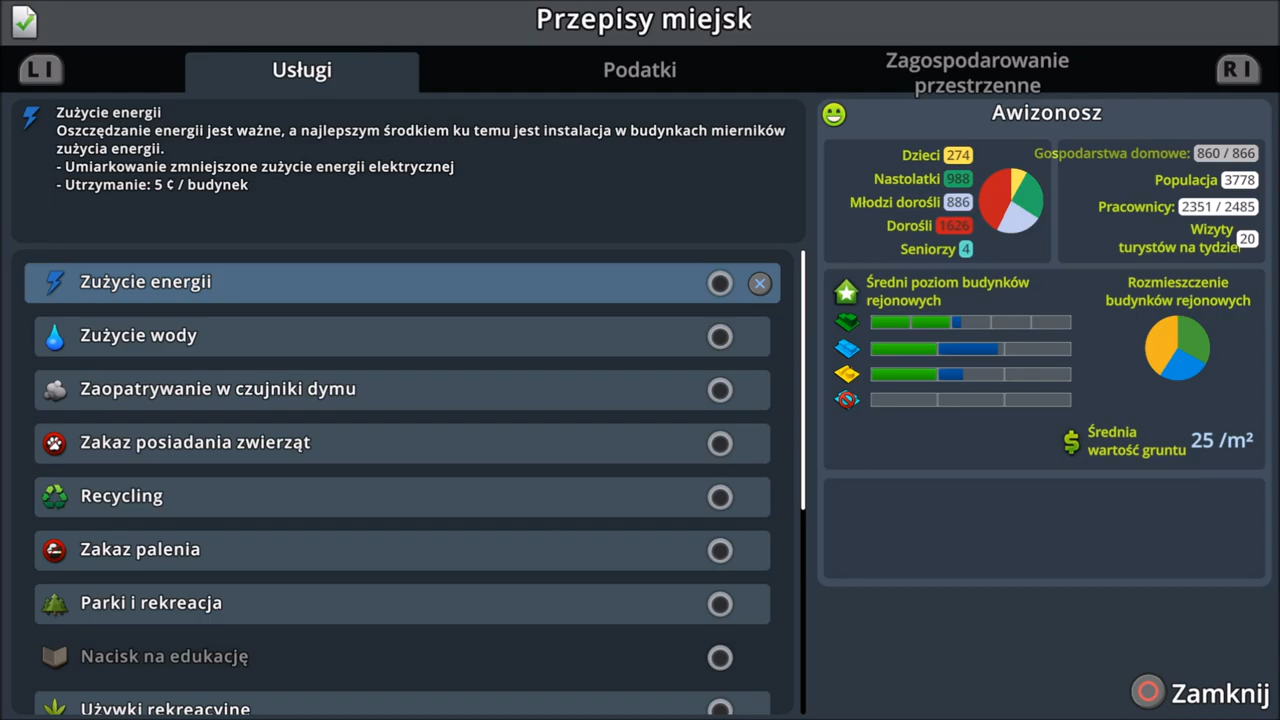 Przepisy miejsk
L1
Usługi
Podatki
Zagospodarowanie
przestrzenne
R1
Zużycie energii
Oszczędzanie energii jest ważne, a najlepszym środkiem ku temu jest instalacja w budynkach mierników
zużycia energii.
- Umiarkowanie zmniejszone zużycie energii elektrycznej
- Utrzymanie: 5 ₵ / budynek
Zużycie energii
Zużycie wody
Zaopatrywanie w czujniki dymu
Zakaz posiadania zwierząt
Recycling
Zakaz palenia
Parki i rekreacja
Nacisk na edukację
Używki rekreacyjne
Awizonosz
Dzieci 274
Nastolatki 988
Młodzi dorośli 886
Dorośli 1626
Seniorzy 4
Gospodarstwa domowe: 860 / 866
Populacja 3778
Pracownicy: 2351 / 2485
Wizyty
turystów na tydzień 20
Średni poziom budynków
rejonowych
Rozmieszczenie
budynków rejonowych
Średnia
wartość gruntu 25 /m²
Zamknij